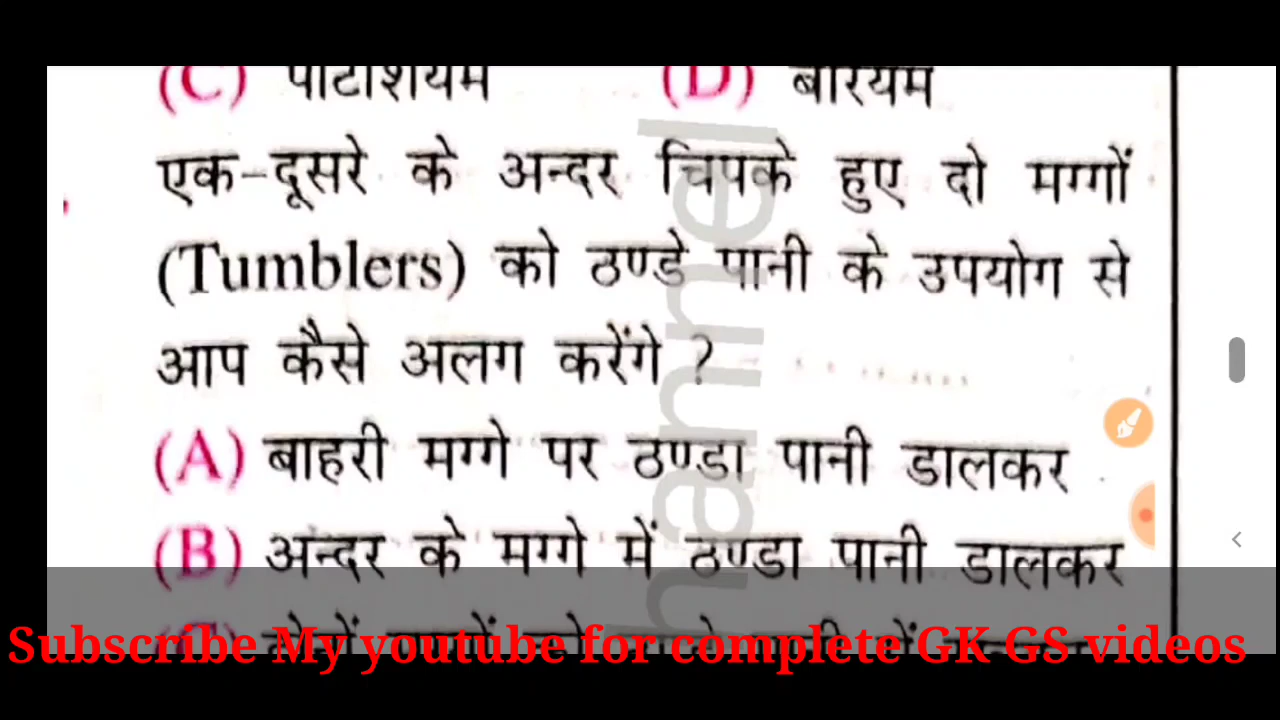 (C) पोटाशियम (D) बेरियम
एक-दूसरे के अन्दर चिपके हुए दो मग्गों
(Tumblers) को ठण्डे पानी के उपयोग से
आप कैसे अलग करेंगे ?
(A) बाहरी मग्गे पर ठण्डा पानी डालकर
(B) अन्दर के मग्गे में ठण्डा पानी डालकर
hannel
Subscribe My youtube for complete GK GS videos